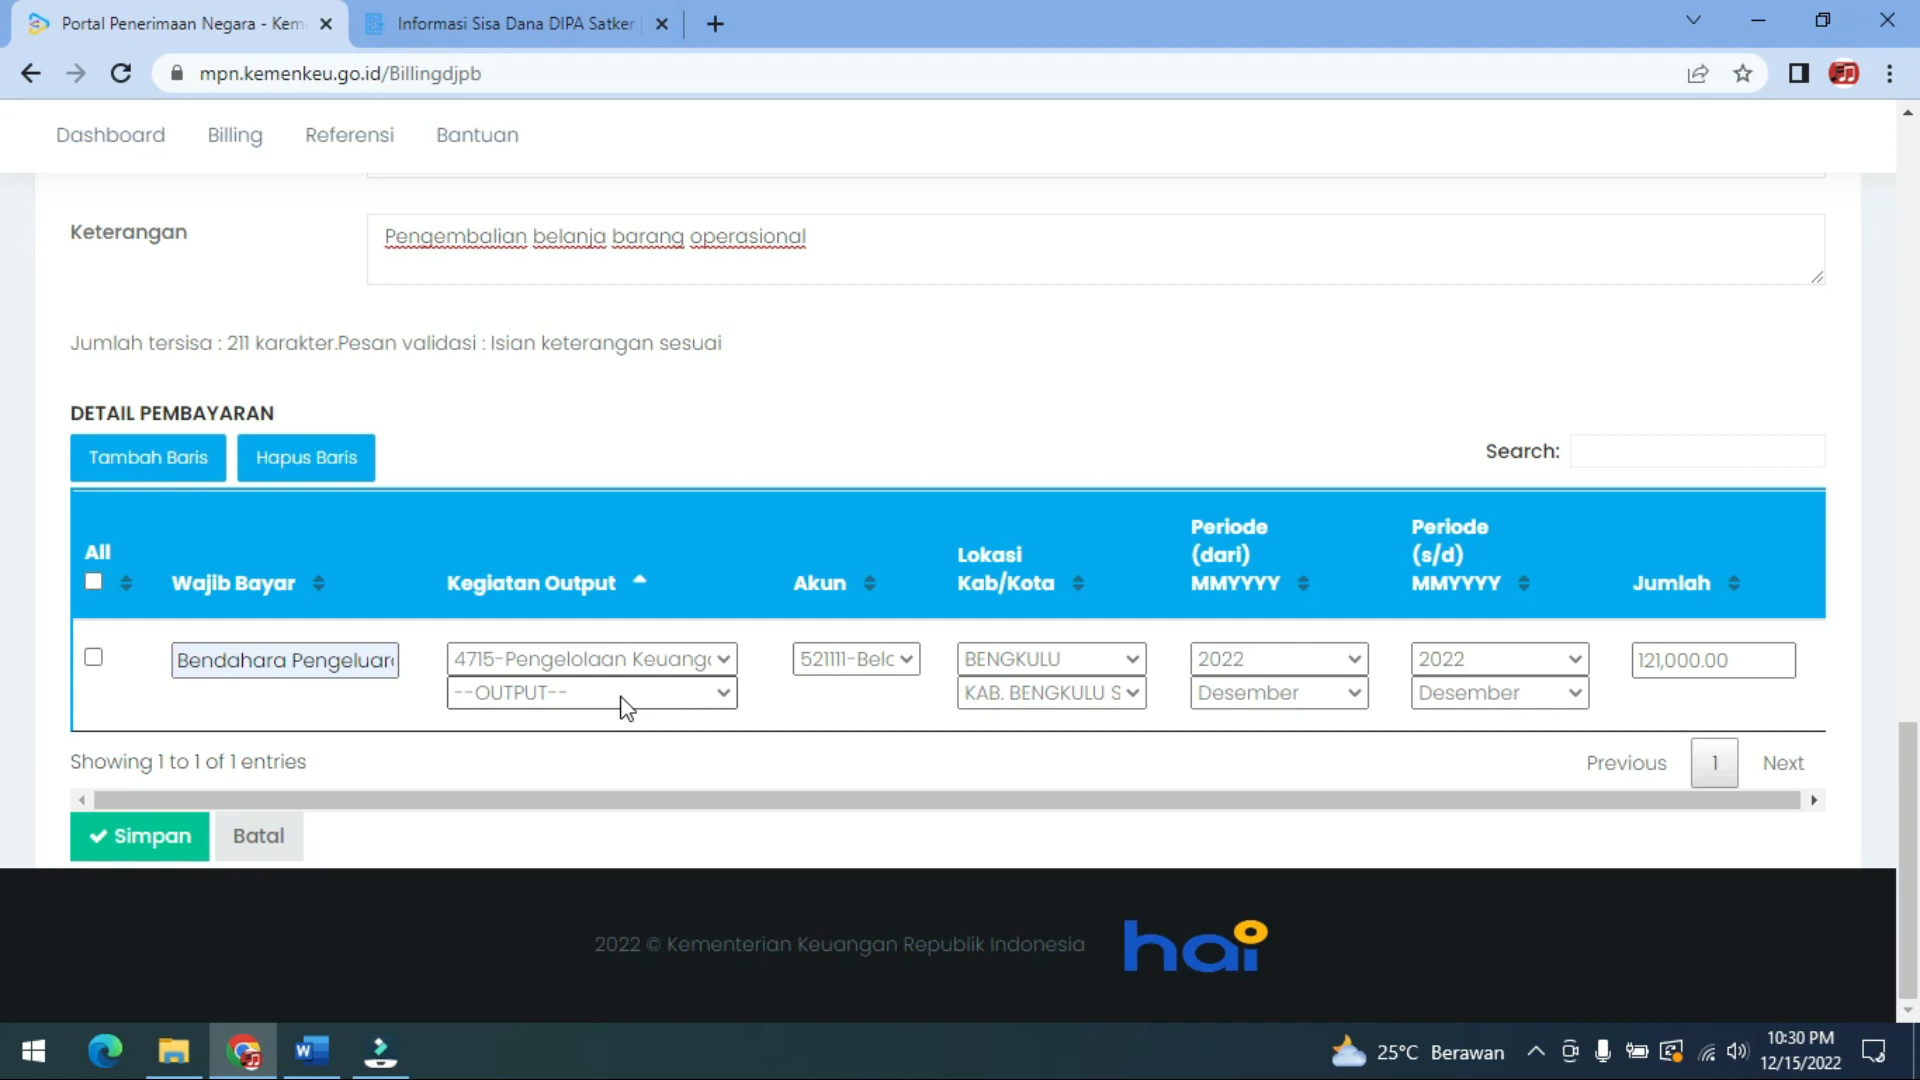 Portal Penerimaan Negara - Kem
Informasi Sisa Dana DIPA Satker
mpn.kemenkeu.go.id/Billingdjpb
Dashboard Billing Referensi Bantuan
Keterangan
Pengembalian belanja barang operasional
Jumlah tersisa : 211 karakter.Pesan validasi : Isian keterangan sesuai
DETAIL PEMBAYARAN
Tambah Baris Hapus Baris
Search:
All
Wajib Bayar
Kegiatan Output
Akun
Lokasi
Kab/Kota
Periode
(dari)
MMYYYY
Periode
(s/d)
MMYYYY
Jumlah
Bendahara Pengeluar
4715-Pengelolaan Keuang
--OUTPUT--
521111-Belc
BENGKULU
KAB. BENGKULU S
2022
Desember
2022
Desember
121,000.00
Showing 1 to 1 of 1 entries
Previous 1 Next
Simpan Batal
2022 © Kementerian Keuangan Republik Indonesia
hai
25°C Berawan
10:30 PM
12/15/2022